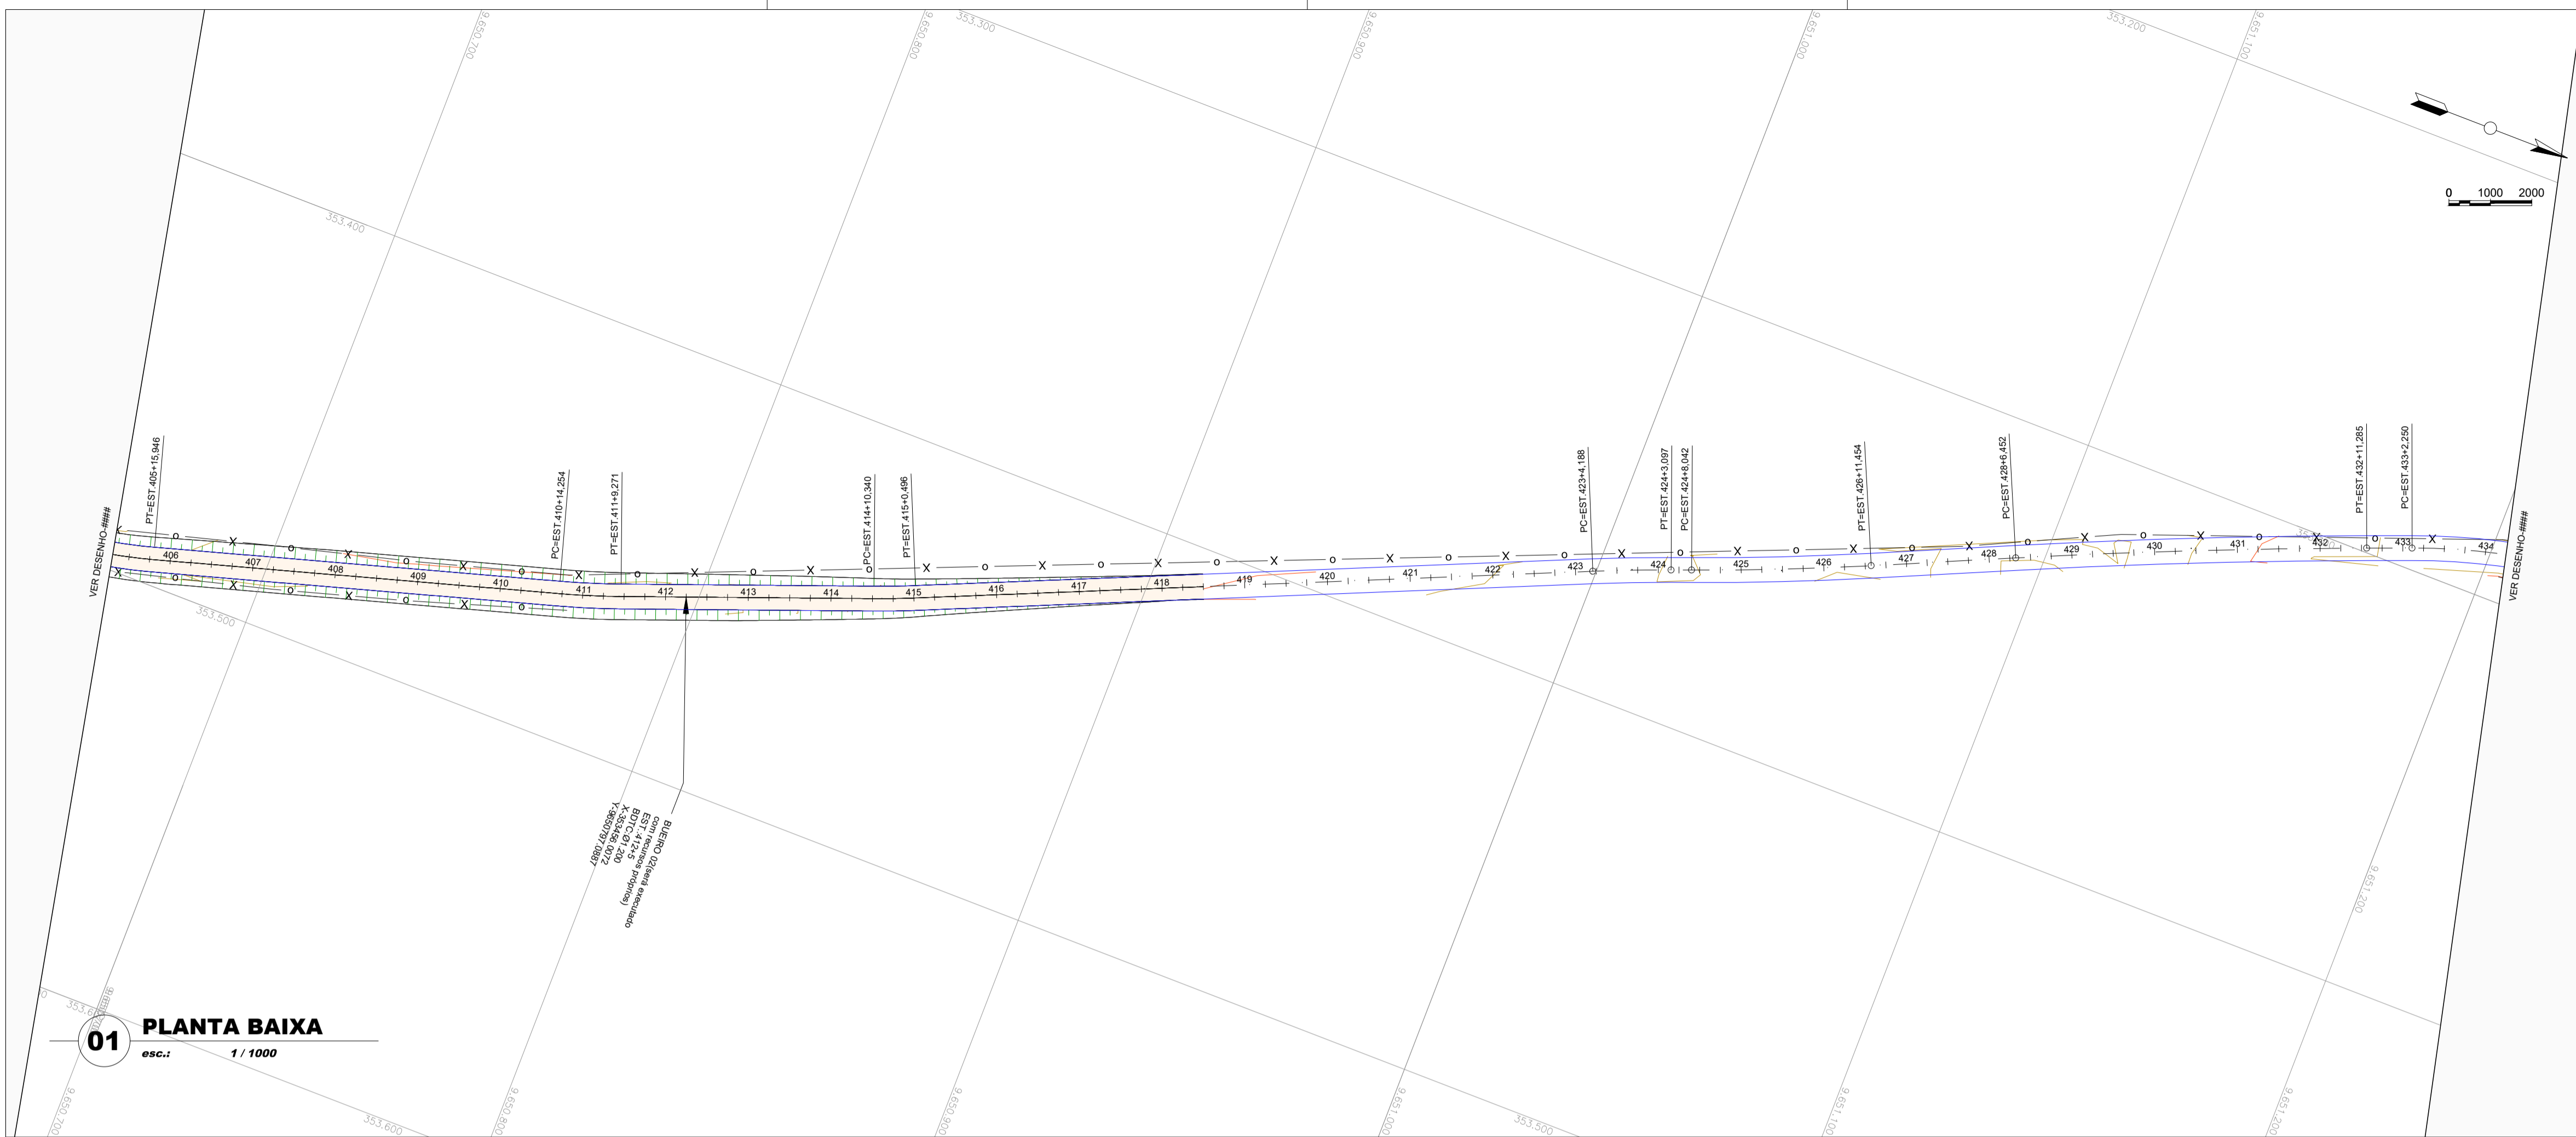 9.650.700
9.650.800
353.300
9.650.900
9.651.000
353.200
9.651.100
353.400
0 1000 2000
PT=EST.405+15,946
PC=EST.410+14,254
PT=EST.411+9,271
PC=EST.414+10,340
PT=EST.415+0,496
PC=EST.423+4,188
PT=EST.424+3,097
PC=EST.424+8,042
PT=EST.426+11,454
PC=EST.428+6,452
PT=EST.432+11,285
PC=EST.433+2,250
VER DESENHO-####
VER DESENHO-####
X o X o X o X o X o X o X o X o X o X o X o X o X o X o X o X o X o X o X o X o X
406 407 408 409 410 411 412 413 414 415 416 417 418 419 420 421 422 423 424 425 426 427 428 429 430 431 432 433 434
X o X o X o X o
353.500
BUEIRO 02(será executado
com recursos próprios)
EST.:412+5
BDTC-Ø1.200
X-353456.0072
Y-9650797.0887
9.651.200
01
PLANTA BAIXA
esc.: 1 / 1000
9.650.700
353.600
9.650.800
9.650.900
9.651.000
353.500
9.651.100
9.651.200